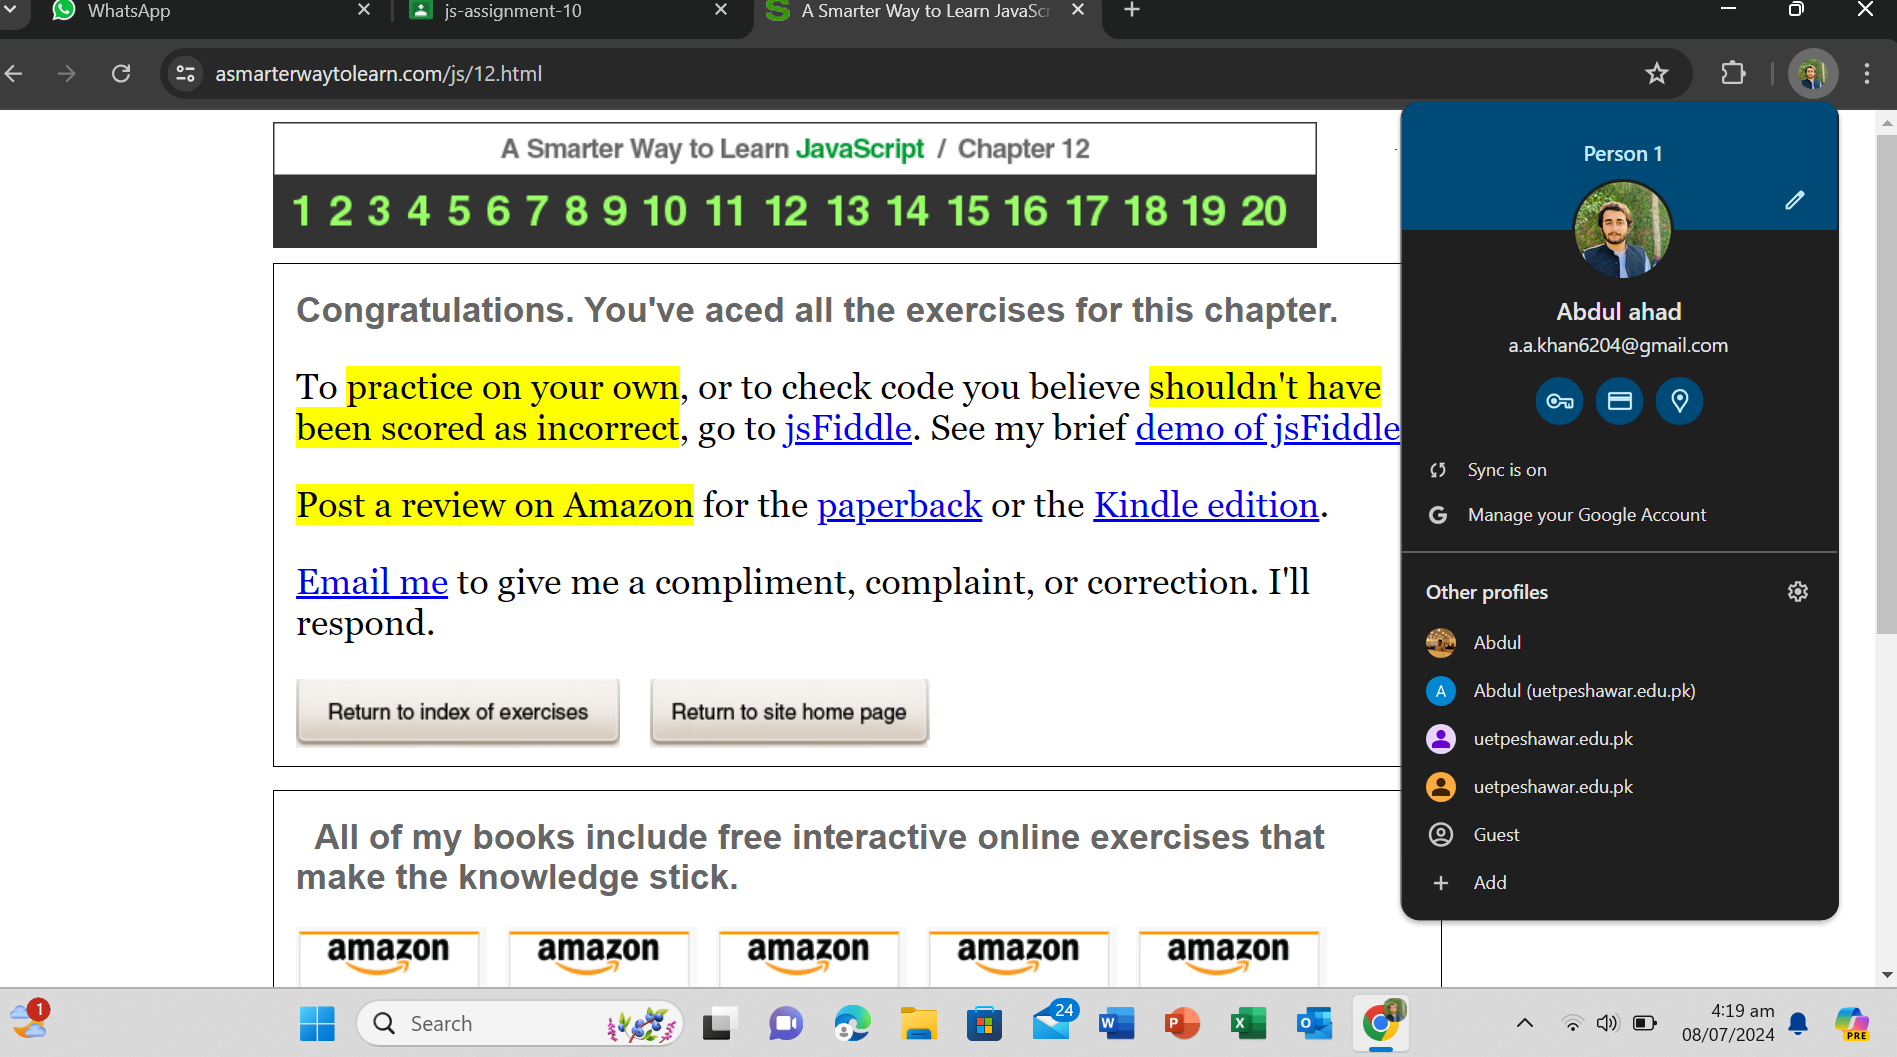 WhatsApp
js-assignment-10
A Smarter Way to Learn JavaScr
asmarterwaytolearn.com/js/12.html
A Smarter Way to Learn JavaScript / Chapter 12
1 2 3 4 5 6 7 8 9 10 11 12 13 14 15 16 17 18 19 20
Congratulations. You've aced all the exercises for this chapter.
To practice on your own, or to check code you believe shouldn't have
been scored as incorrect, go to jsFiddle. See my brief demo of jsFiddle
Post a review on Amazon for the paperback or the Kindle edition.
Email me to give me a compliment, complaint, or correction. I'll
respond.
Return to index of exercises
Return to site home page
All of my books include free interactive online exercises that
make the knowledge stick.
amazon amazon amazon amazon amazon
Person 1
Abdul ahad
a.a.khan6204@gmail.com
Sync is on
G Manage your Google Account
Other profiles
Abdul
A Abdul (uetpeshawar.edu.pk)
uetpeshawar.edu.pk
uetpeshawar.edu.pk
Guest
Add
1
Search
24
W
P
X
O
4:19 am
08/07/2024
PRE